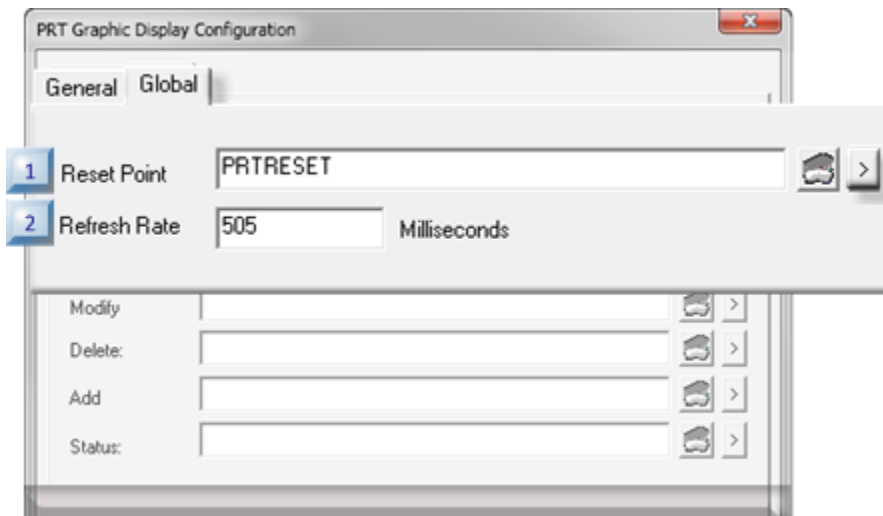 PRT Graphic Display Configuration
General Global
1 Reset Point PRTRESET >
2 Refresh Rate 505 Milliseconds
Modify >
Delete: >
Add >
Status: >